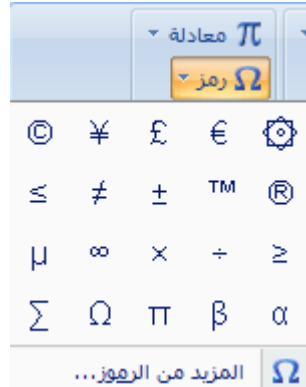 π معادلة
Ω رمز
۞ € £ ¥ ©
® ™ ± ≠ ≤
≥ ÷ × ∞ µ
α β π Ω ∑
Ω المزيد من الرموز...